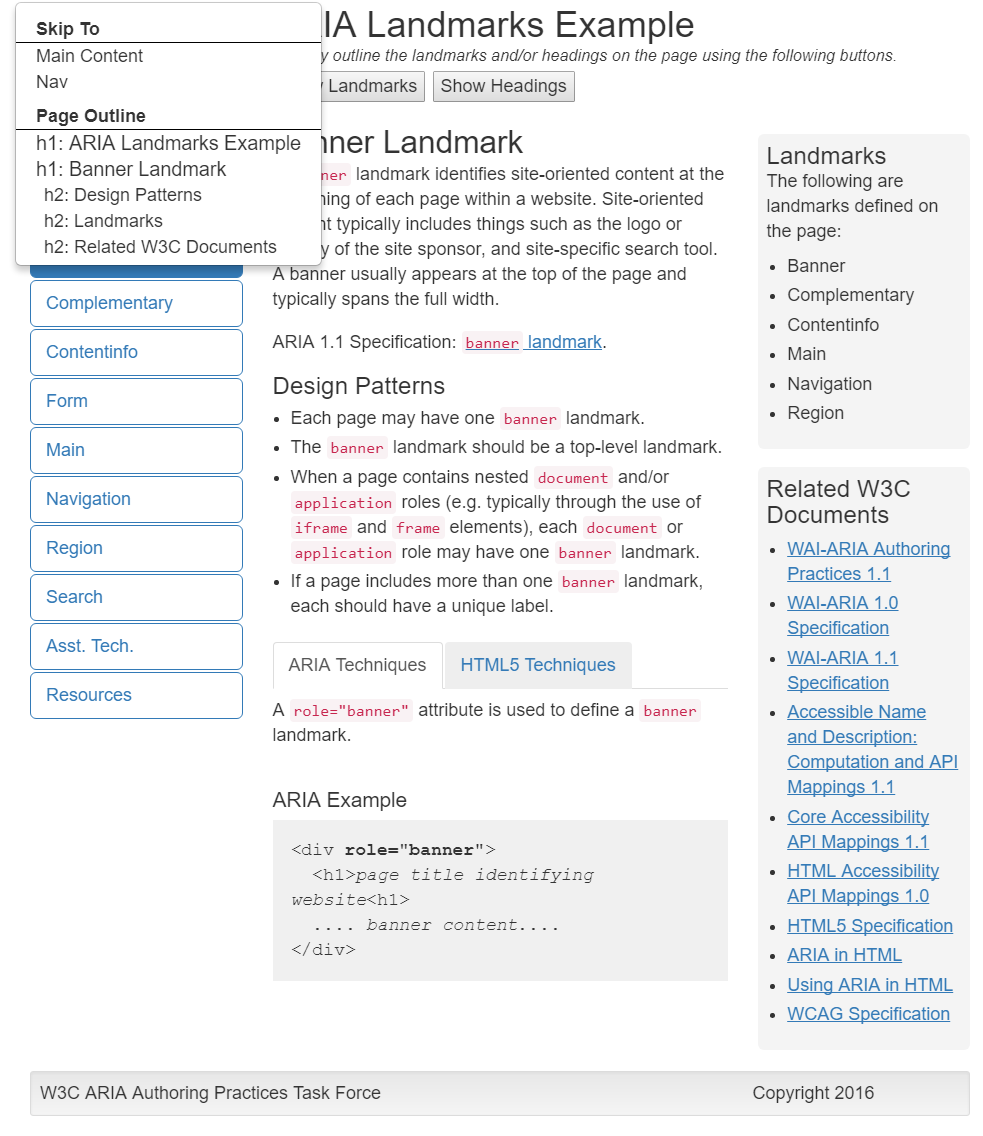 Skip To
Main Content
Nav
Page Outline
h1: ARIA Landmarks Example
h1: Banner Landmark
h2: Design Patterns
h2: Landmarks
h2: Related W3C Documents
Landmarks Example
outline the landmarks and/or headings on the page using the following buttons.
Landmarks
Show Headings
Complementary
Contentinfo
Form
Main
Navigation
Region
Search
Asst. Tech.
Resources
Landmark
landmark identifies site-oriented content at the
of each page within a website. Site-oriented
typically includes things such as the logo or
of the site sponsor, and site-specific search tool.
A banner usually appears at the top of the page and
typically spans the full width.
ARIA 1.1 Specification: banner landmark.
Design Patterns
• Each page may have one banner landmark.
• The banner landmark should be a top-level landmark.
• When a page contains nested document and/or
application roles (e.g. typically through the use of
iframe and frame elements), each document or
application role may have one banner landmark.
• If a page includes more than one banner landmark,
each should have a unique label.
ARIA Techniques
HTML5 Techniques
A role="banner" attribute is used to define a banner
landmark.
ARIA Example
<div role="banner">
<h1>page title identifying
website<h1>
.... banner content....
</div>
Landmarks
The following are
landmarks defined on
the page:
• Banner
• Complementary
• Contentinfo
• Main
• Navigation
• Region
Related W3C
Documents
• WAI-ARIA Authoring
Practices 1.1
• WAI-ARIA 1.0
Specification
• WAI-ARIA 1.1
Specification
• Accessible Name
and Description:
Computation and API
Mappings 1.1
• Core Accessibility
API Mappings 1.1
• HTML Accessibility
API Mappings 1.0
• HTML5 Specification
• ARIA in HTML
• Using ARIA in HTML
• WCAG Specification
W3C ARIA Authoring Practices Task Force
Copyright 2016